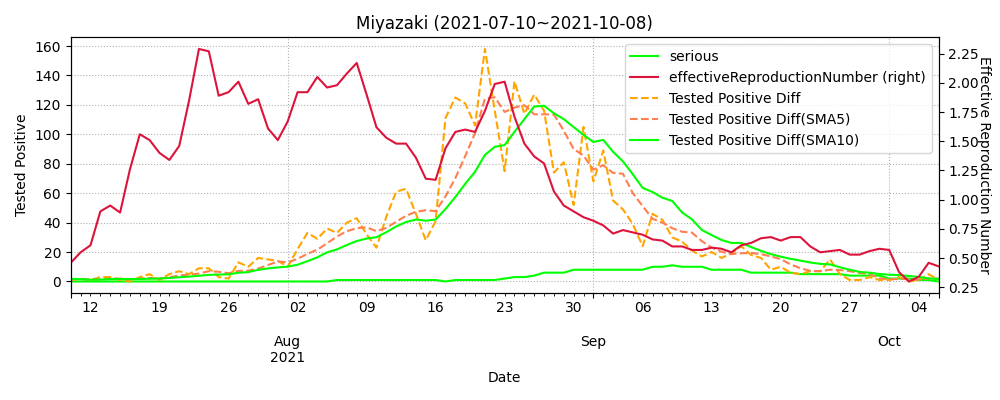 Miyazaki (2021-07-10~2021-10-08)
Tested Positive
160
140
120
100
80
60
40
20
0
serious
effectiveReproductionNumber (right)
Tested Positive Diff
Tested Positive Diff(SMA5)
Tested Positive Diff(SMA10)
2.25
2.00
1.75
1.50
1.25
1.00
0.75
0.50
0.25
Effective Reproduction Number
12 19 26 02 09 16 23 30 06 13 20 27 04
Aug Sep Oct
2021
Date